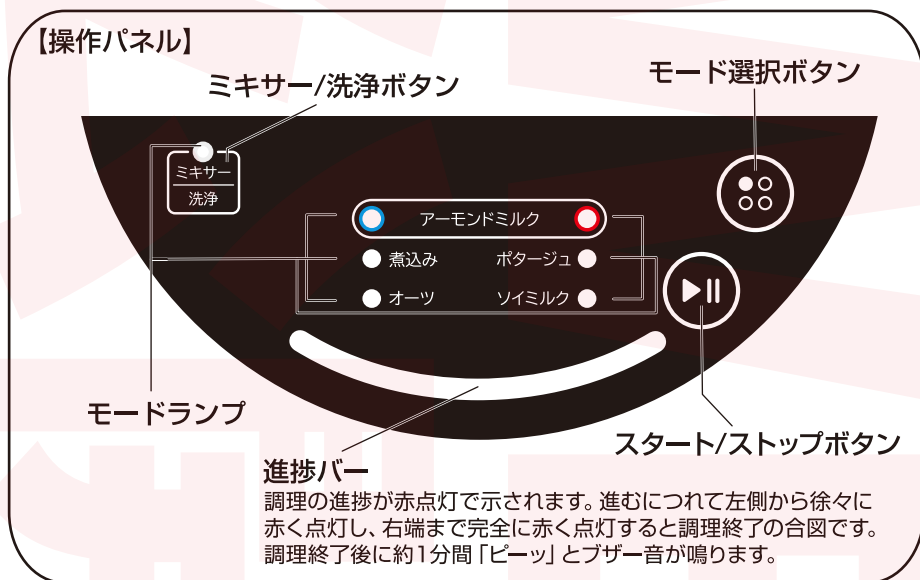 【操作パネル】
ミキサー/洗浄ボタン
モード選択ボタン
ミキサー
洗浄
アーモンドミルク
煮込み
ポタージュ
オーツ
ソイミルク
モードランプ
スタート/ストップボタン
進捗バー
調理の進捗が赤点灯で示されます。進むにつれて左側から徐々に
赤く点灯し、右端まで完全に赤く点灯すると調理終了の合図です。
調理終了後に約1分間「ピーッ」とブザー音が鳴ります。